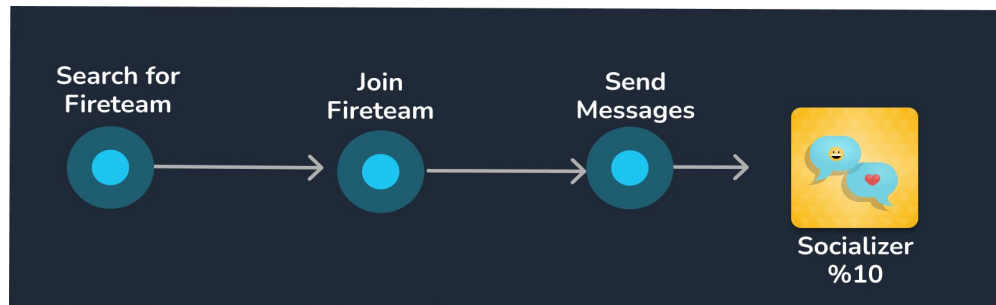 Search for
Fireteam
Join
Fireteam
Send
Messages
Socializer
%10